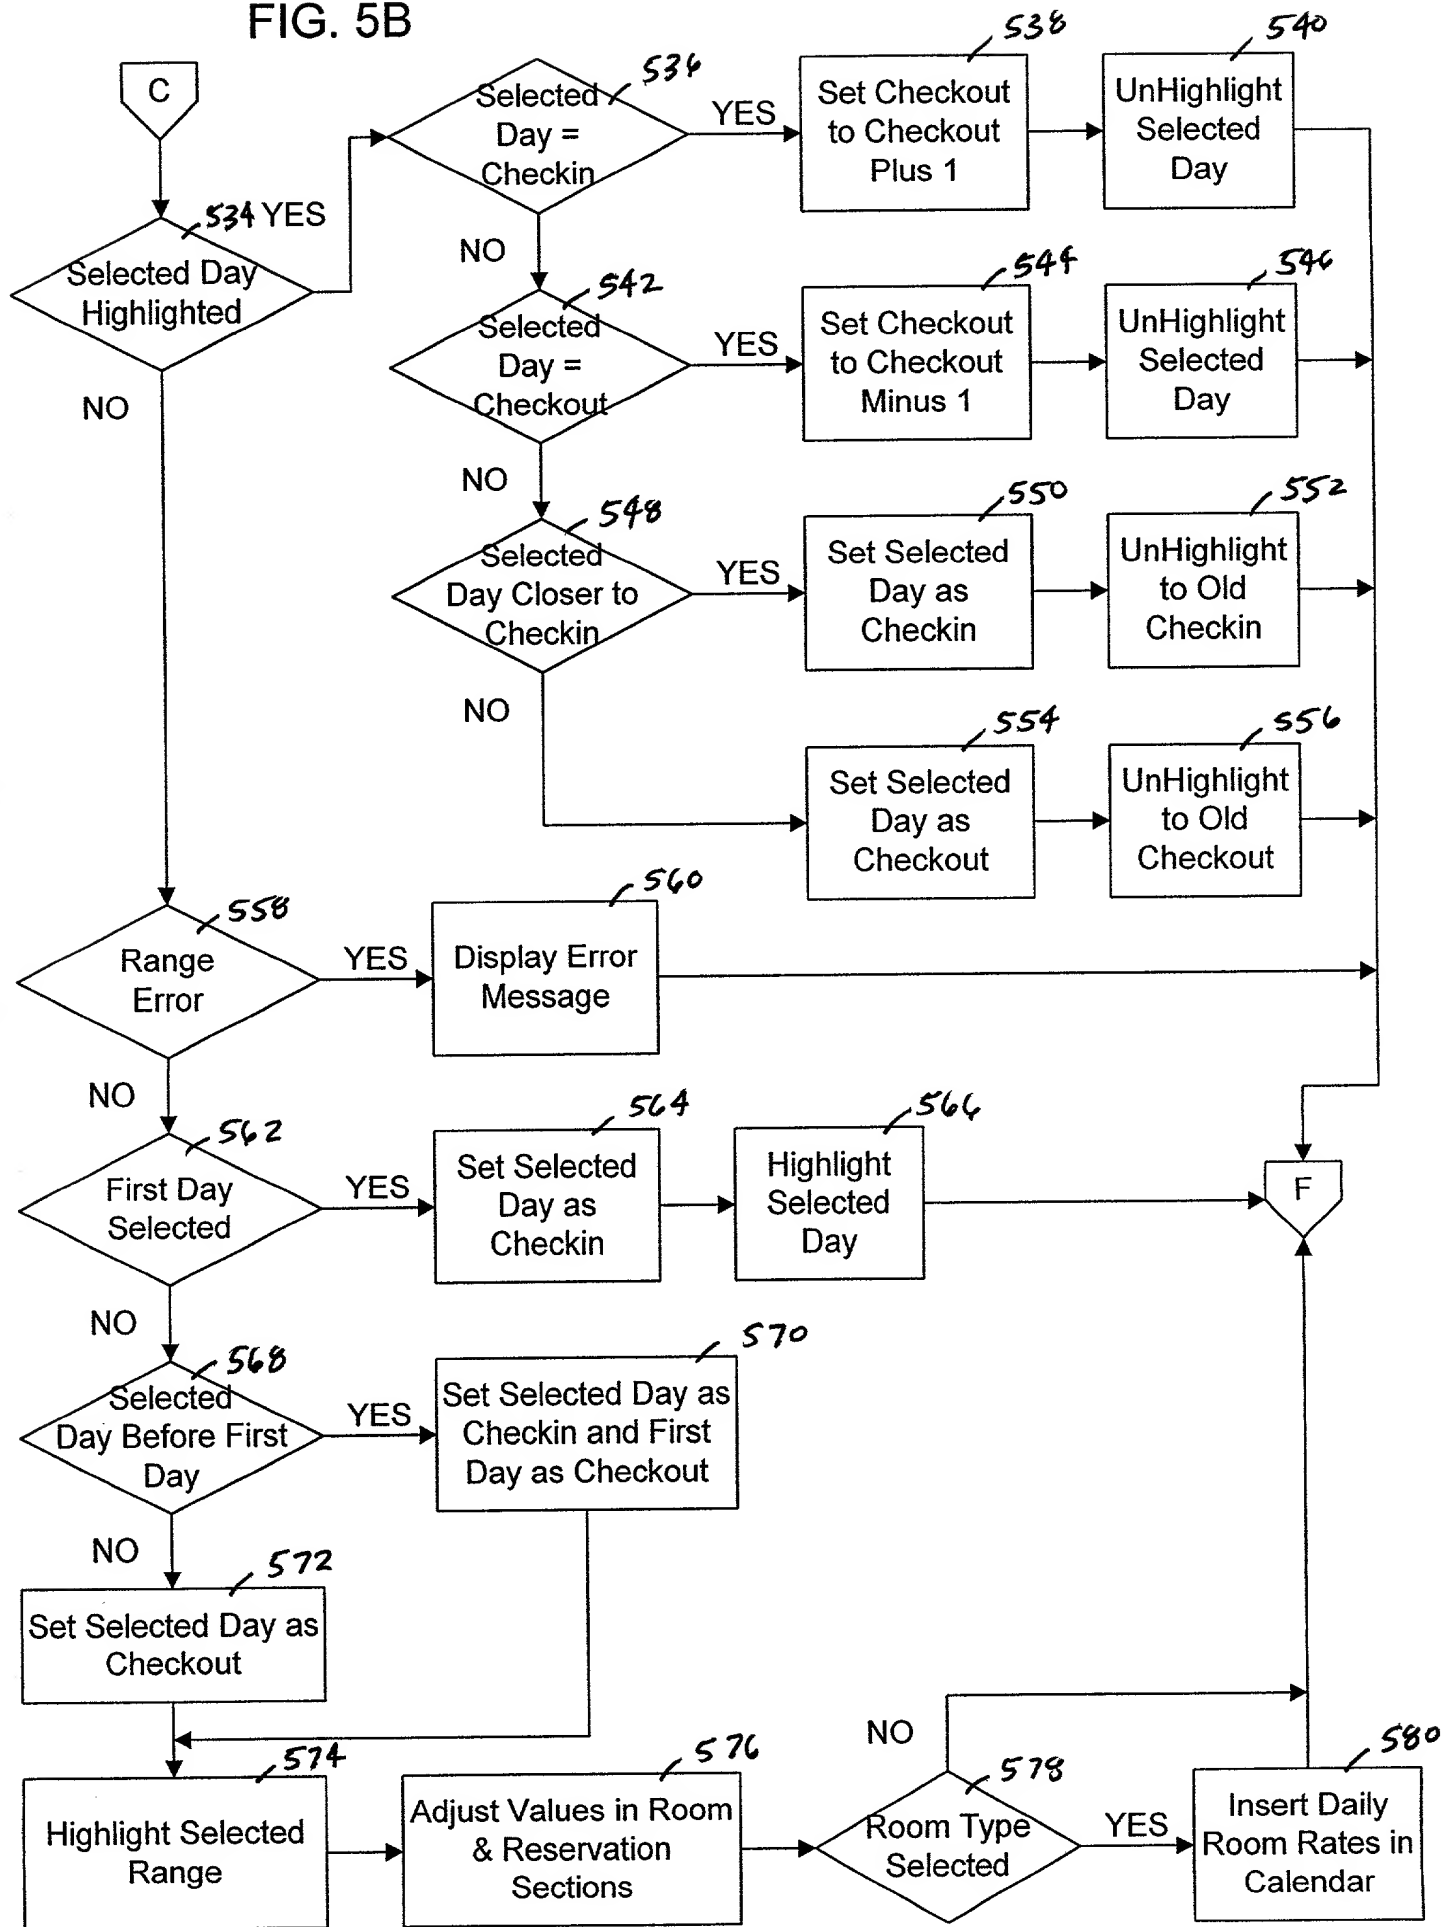 FIG. 5B
C
534 YES
Selected Day
Highlighted
NO
536
Selected
Day =
Checkin
YES
538
Set Checkout
to Checkout
Plus 1
540
UnHighlight
Selected
Day
NO
542
Selected
Day =
Checkout
YES
544
Set Checkout
to Checkout
Minus 1
546
UnHighlight
Selected
Day
NO
548
Selected
Day Closer to
Checkin
YES
550
Set Selected
Day as
Checkin
552
UnHighlight
to Old
Checkin
NO
554
Set Selected
Day as
Checkout
556
UnHighlight
to Old
Checkout
558
Range
Error
YES
560
Display Error
Message
NO
562
First Day
Selected
YES
564
Set Selected
Day as
Checkin
566
Highlight
Selected
Day
F
NO
568
Selected
Day Before First
Day
YES
570
Set Selected Day as
Checkin and First
Day as Checkout
NO
572
Set Selected Day as
Checkout
574
Highlight Selected
Range
576
Adjust Values in Room
& Reservation
Sections
NO
578
Room Type
Selected
YES
580
Insert Daily
Room Rates in
Calendar